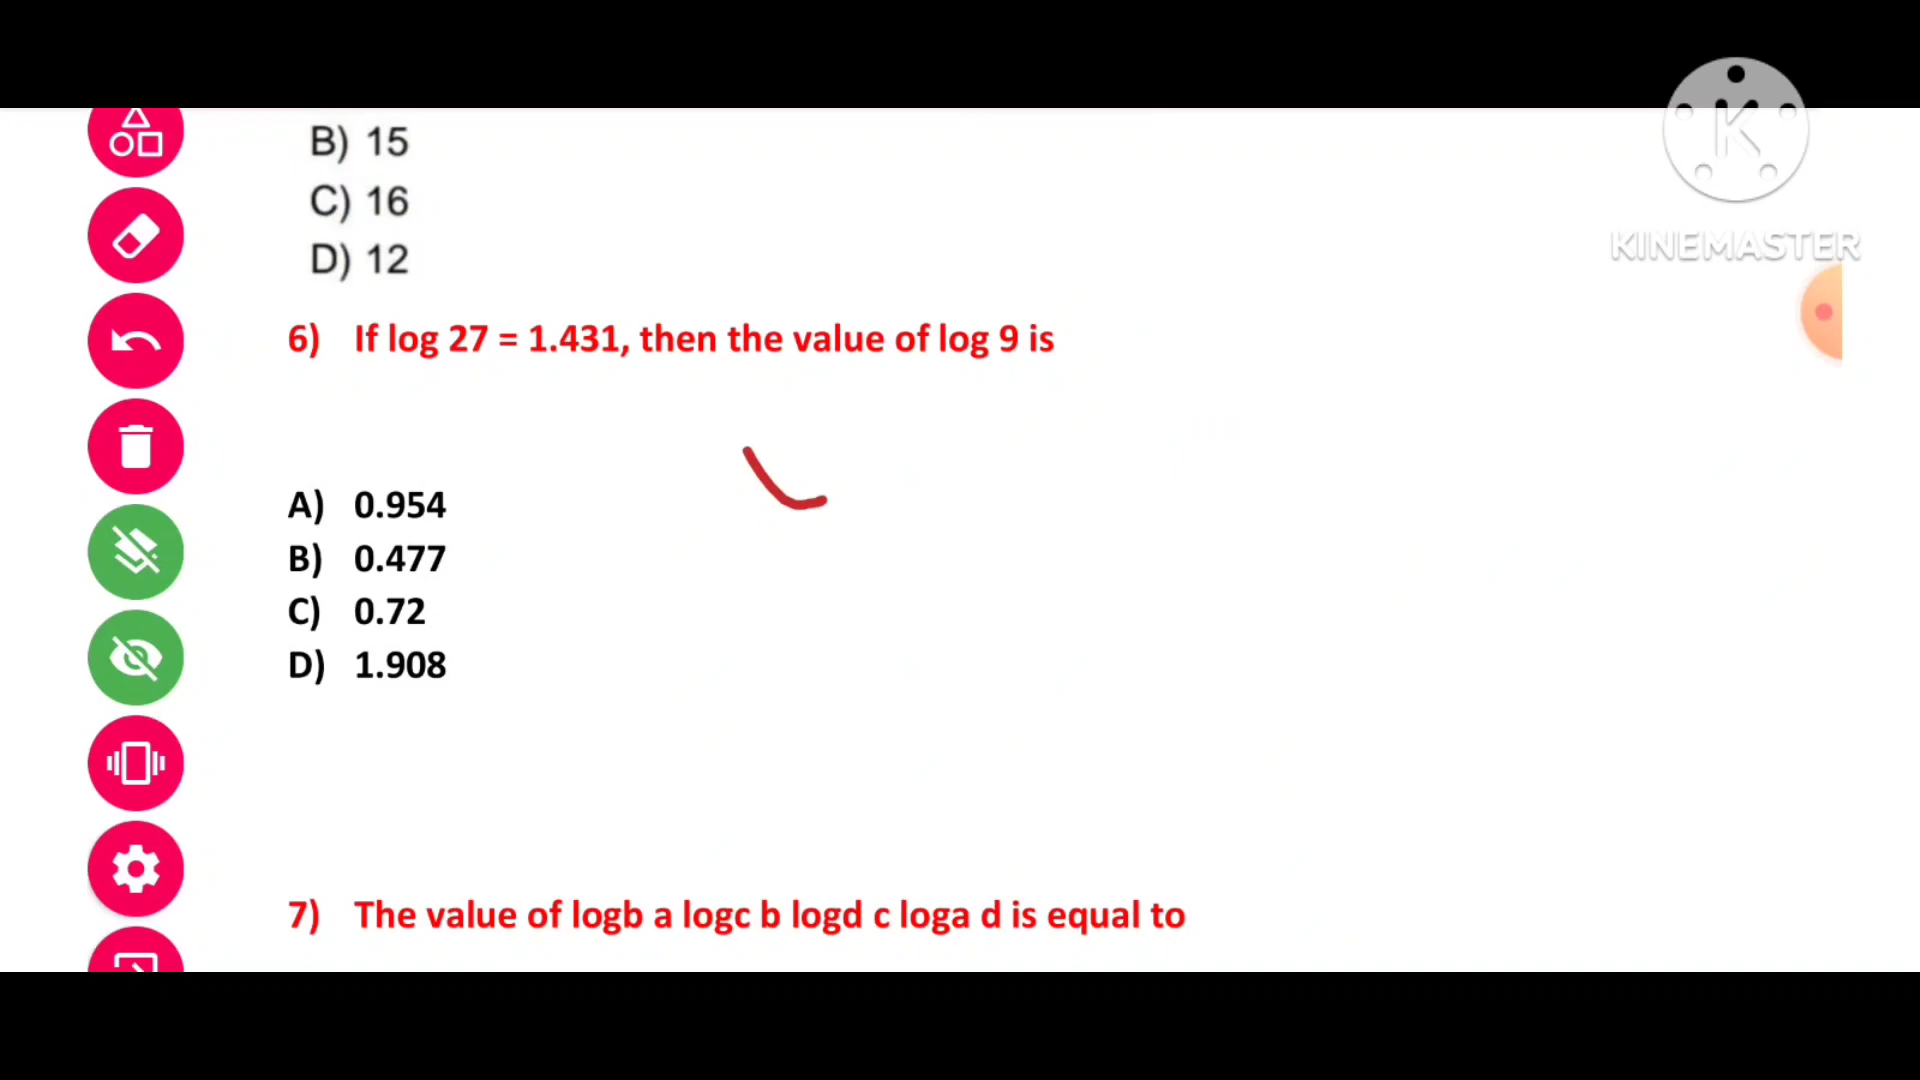 B) 15
C) 16
D) 12
6) If log 27 = 1.431, then the value of log 9 is
A) 0.954
B) 0.477
C) 0.72
D) 1.908
7) The value of logb a logc b logd c loga d is equal to
K
KINEMASTER